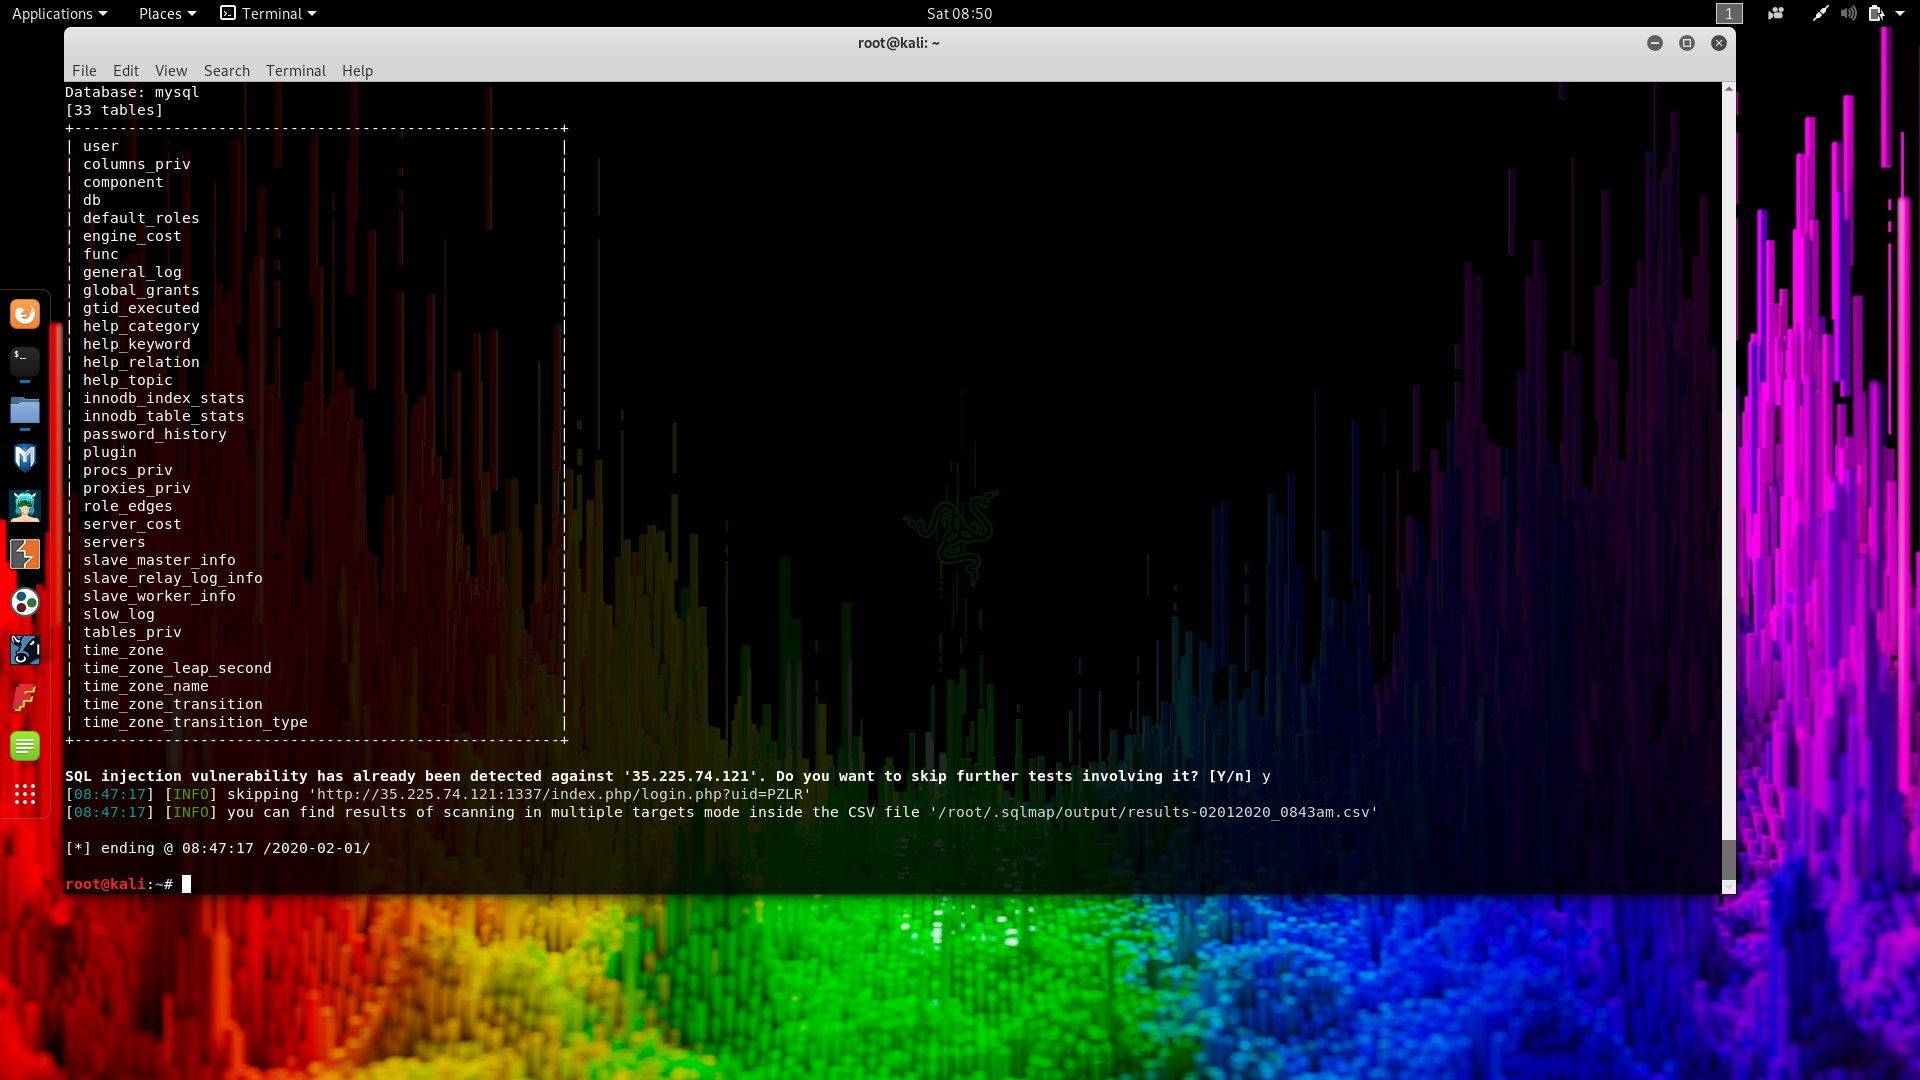 Applications Places Terminal Sat 08:50 1
root@kali: ~
File Edit View Search Terminal Help
Database: mysql
[33 tables]
+------------------------------------------------------+
| user |
| columns_priv |
| component |
| db |
| default_roles |
| engine_cost |
| func |
| general_log |
| global_grants |
| gtid_executed |
| help_category |
| help_keyword |
| help_relation |
| help_topic |
| innodb_index_stats |
| innodb_table_stats |
| password_history |
| plugin |
| procs_priv |
| proxies_priv |
| role_edges |
| server_cost |
| servers |
| slave_master_info |
| slave_relay_log_info |
| slave_worker_info |
| slow_log |
| tables_priv |
| time_zone |
| time_zone_leap_second |
| time_zone_name |
| time_zone_transition |
| time_zone_transition_type |
+------------------------------------------------------+
SQL injection vulnerability has already been detected against '35.225.74.121'. Do you want to skip further tests involving it? [Y/n] y
[08:47:17] [INFO] skipping 'http://35.225.74.121:1337/index.php/login.php?uid=PZLR'
[08:47:17] [INFO] you can find results of scanning in multiple targets mode inside the CSV file '/root/.sqlmap/output/results-02012020_0843am.csv'
[*] ending @ 08:47:17 /2020-02-01/
root@kali:~#